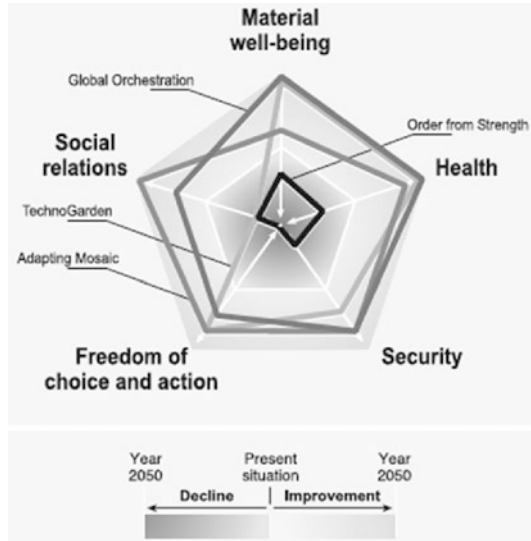 Material
well-being
Global Orchestration
Order from Strength
Social
relations
Health
TechnoGarden
Adapting Mosaic
Freedom of
choice and action
Security
Year
2050
Present
situation
Year
2050
Decline
Improvement